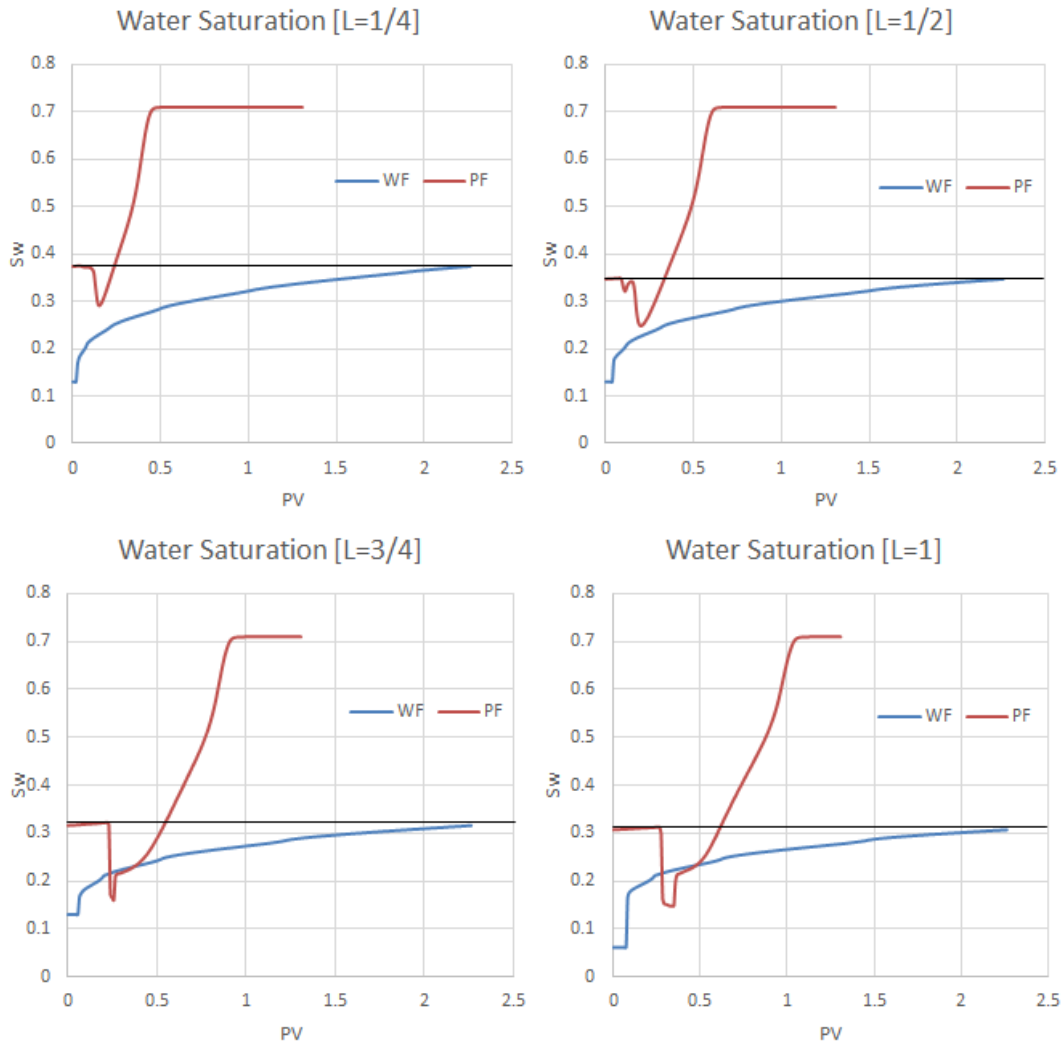 Water Saturation [L=1/4]
0.8
0.7
0.6
0.5
0.4
0.3
0.2
0.1
0
Sw
WF PF
0 0.5 1 1.5 2 2.5
PV
Water Saturation [L=1/2]
0.8
0.7
0.6
0.5
0.4
0.3
0.2
0.1
0
Sw
WF PF
0 0.5 1 1.5 2 2.5
PV
Water Saturation [L=3/4]
0.8
0.7
0.6
0.5
0.4
0.3
0.2
0.1
0
Sw
WF PF
0 0.5 1 1.5 2 2.5
PV
Water Saturation [L=1]
0.8
0.7
0.6
0.5
0.4
0.3
0.2
0.1
0
Sw
WF PF
0 0.5 1 1.5 2 2.5
PV